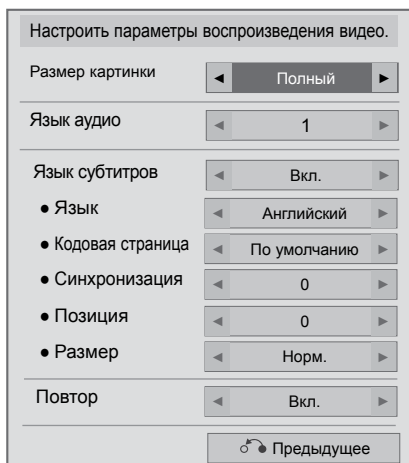 Настроить параметры воспроизведения видео.
Размер картинки ◄ Полный ►
Язык аудио ◄ 1 ►
Язык субтитров ◄ Вкл. ►
● Язык ◄ Английский ►
● Кодовая страница ◄ По умолчанию ►
● Синхронизация ◄ 0 ►
● Позиция ◄ 0 ►
● Размер ◄ Норм. ►
Повтор ◄ Вкл. ►
Предыдущее